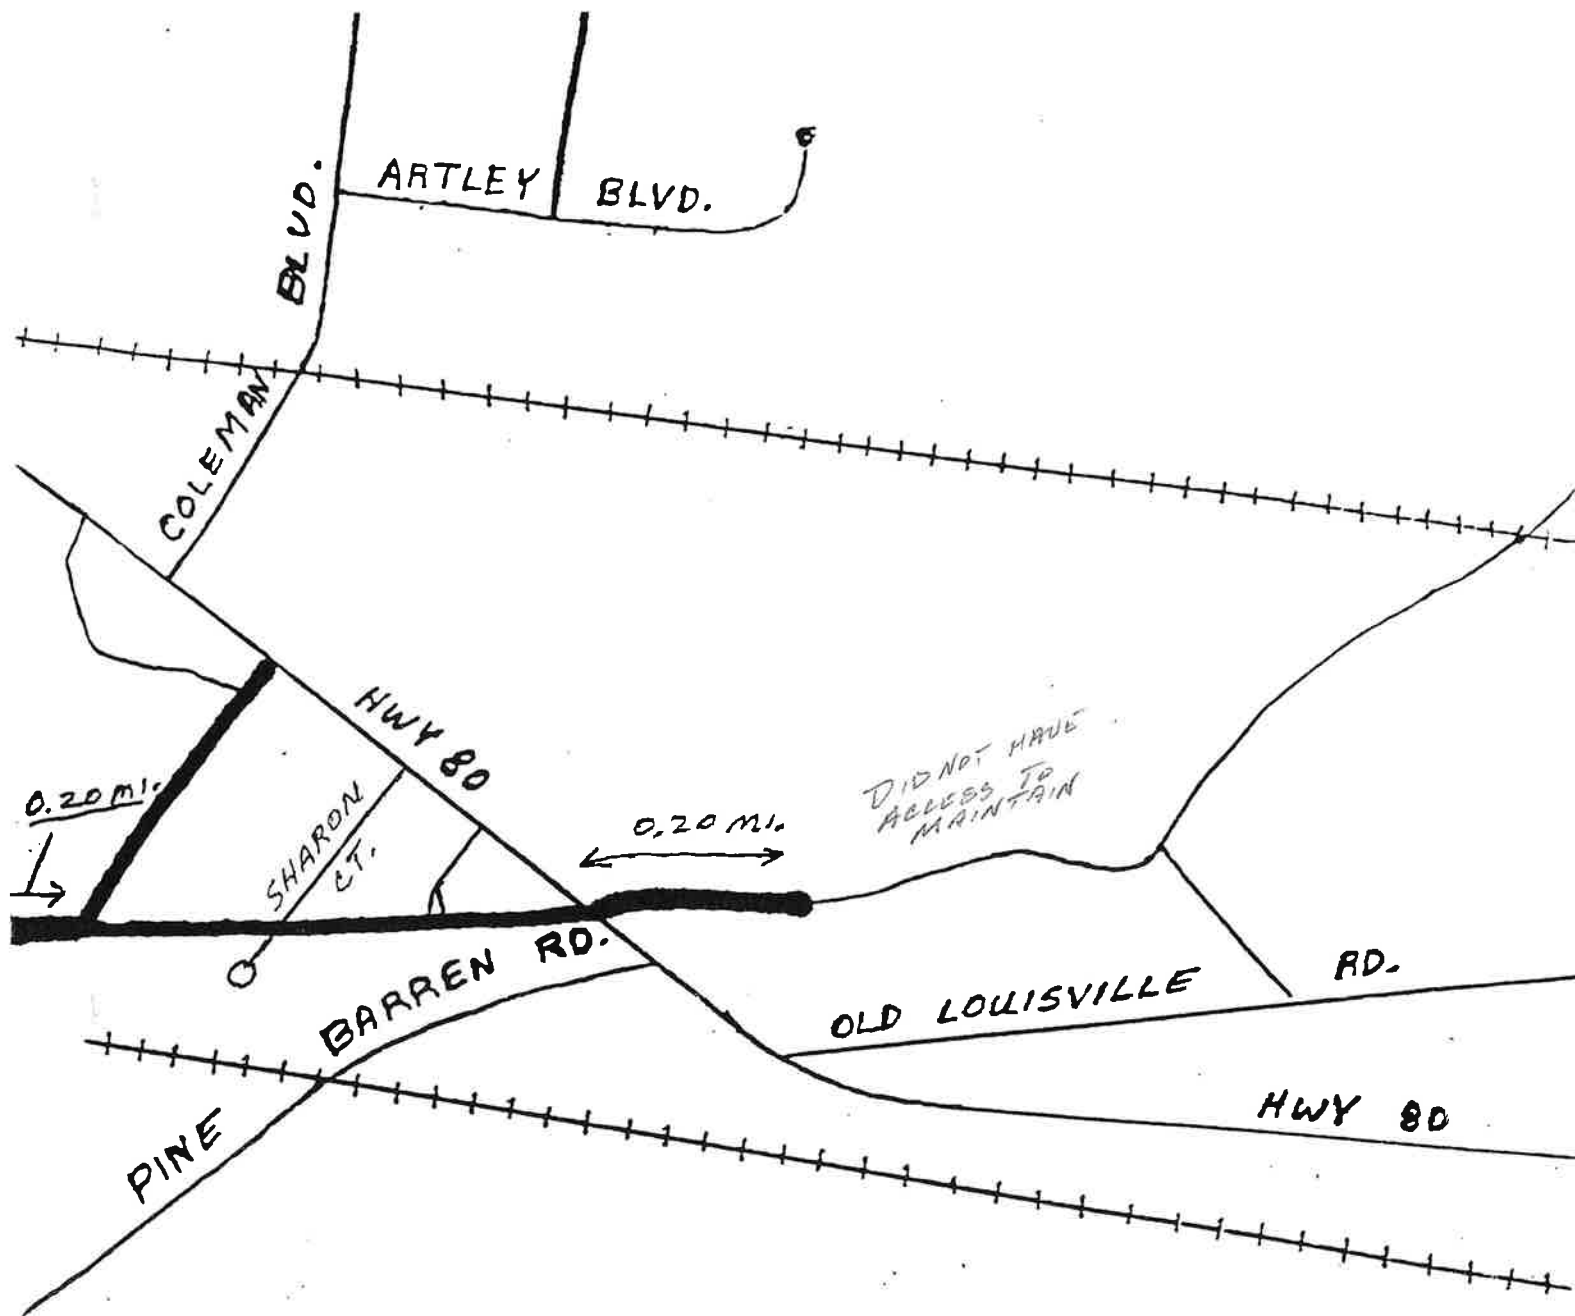 ARTLEY BLVD.
COLEMAN BLVD.
HWY 80
0.20 MI.
SHARON
CT.
0.20 MI.
DID NOT HAVE
ACCESS TO
MAINTAIN
PINE BARREN RD.
OLD LOUISVILLE RD.
HWY 80